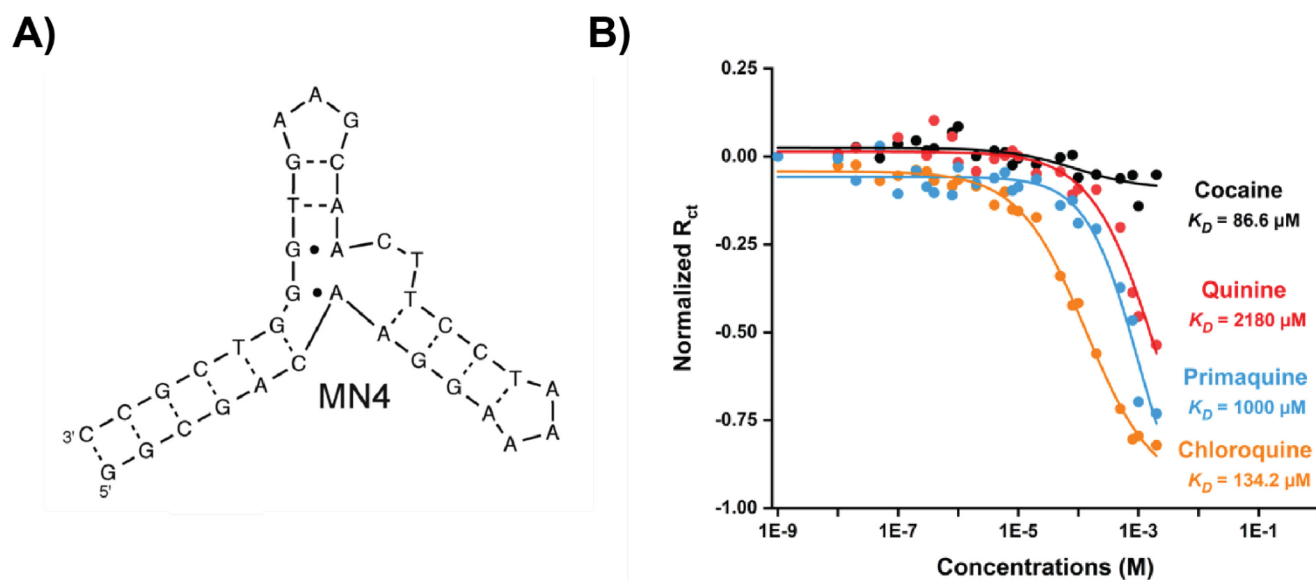 A)
B)
A
A G
G C
T A
G • A C T
G • A T
T G A C
C G C G C T A
C A G A A
C G MN4 A A
3' C C
G
G
5'
0.25
0.00
-0.25
-0.50
-0.75
-1.00
Normalized Rct
1E-9 1E-7 1E-5 1E-3 1E-1
Concentrations (M)
Cocaine
KD = 86.6 µM
Quinine
KD = 2180 µM
Primaquine
KD = 1000 µM
Chloroquine
KD = 134.2 µM